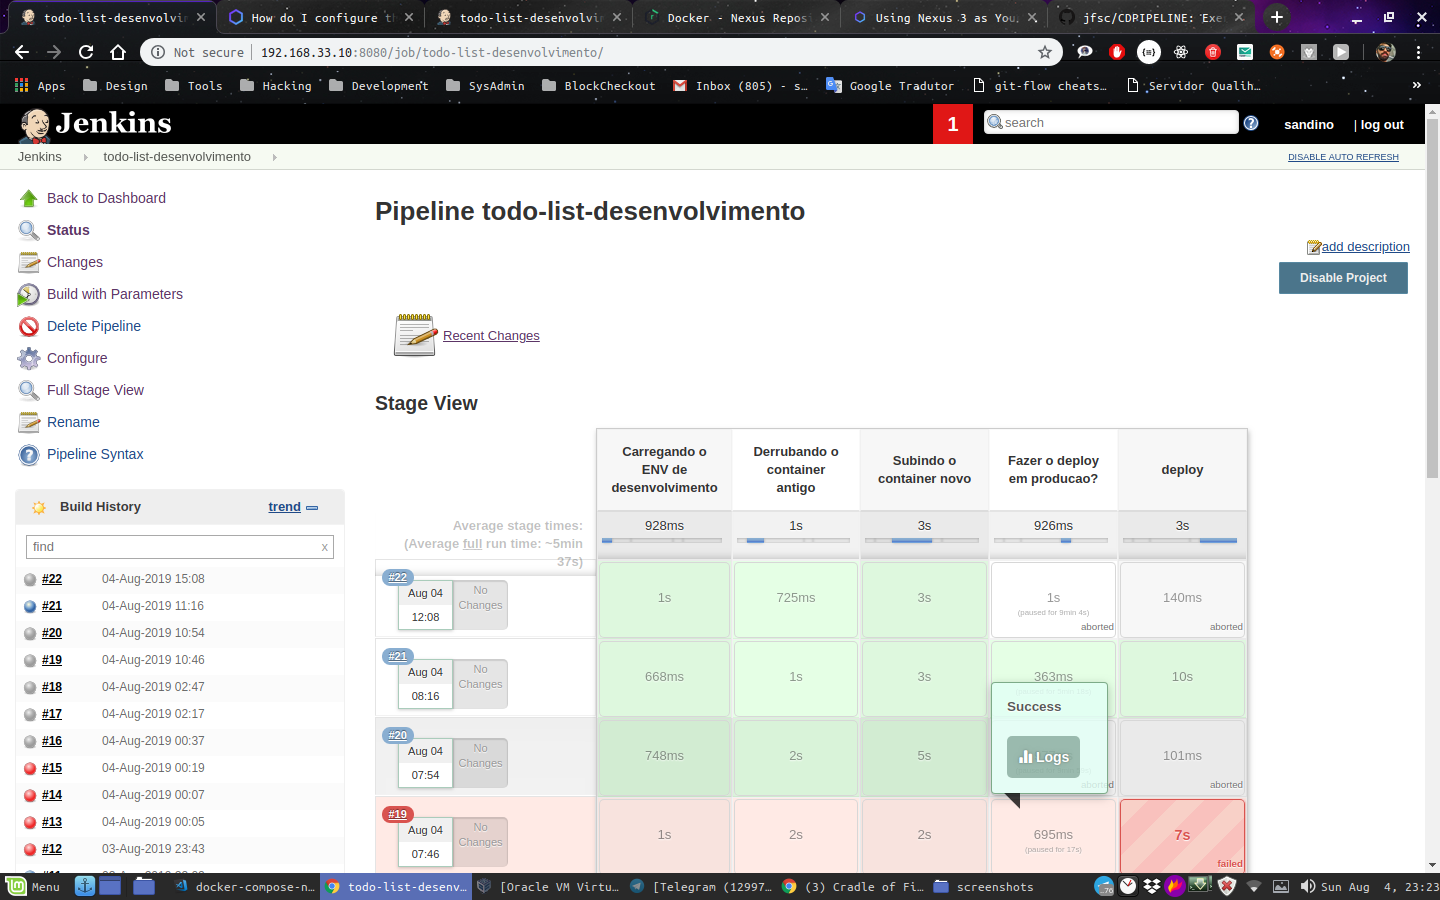 todo-list-desenvolvi
How do I configure th
todo-list-desenvolvi
Docker - Nexus Repos
Using Nexus 3 as You
jfsc/CDPIPELINE: Exe
Not secure
192.168.33.10:8080/job/todo-list-desenvolvimento/
Apps
Design
Tools
Hacking
Development
SysAdmin
BlockCheckout
Inbox (805) - s…
Google Tradutor
git-flow cheats…
Servidor Qualih…
»
Jenkins
1
search
sandino
| log out
Jenkins
todo-list-desenvolvimento
DISABLE AUTO REFRESH
Back to Dashboard
Status
Changes
Build with Parameters
Delete Pipeline
Configure
Full Stage View
Rename
Pipeline Syntax
Build History
trend
find
x
#22 04-Aug-2019 15:08
#21 04-Aug-2019 11:16
#20 04-Aug-2019 10:54
#19 04-Aug-2019 10:46
#18 04-Aug-2019 02:47
#17 04-Aug-2019 02:17
#16 04-Aug-2019 00:37
#15 04-Aug-2019 00:19
#14 04-Aug-2019 00:07
#13 04-Aug-2019 00:05
#12 03-Aug-2019 23:43
Pipeline todo-list-desenvolvimento
add description
Disable Project
Recent Changes
Stage View
Carregando o
ENV de
desenvolvimento
Derrubando o
container
antigo
Subindo o
container novo
Fazer o deploy
em producao?
deploy
Average stage times:
(Average full run time: ~5min
37s)
928ms
1s
3s
926ms
3s
#22
Aug 04
12:08
No
Changes
1s
725ms
3s
1s
(paused for 9min 4s)
aborted
140ms
aborted
#21
Aug 04
08:16
No
Changes
668ms
1s
3s
363ms
10s
Success
Logs
#20
Aug 04
07:54
No
Changes
748ms
2s
5s
aborted
101ms
aborted
#19
Aug 04
07:46
No
Changes
1s
2s
2s
695ms
(paused for 17s)
7s
failed
Menu
docker-compose-n…
todo-list-desenv…
[Oracle VM Virtu…
[Telegram (12997…
(3) Cradle of Fi…
screenshots
Sun Aug 4, 23:23